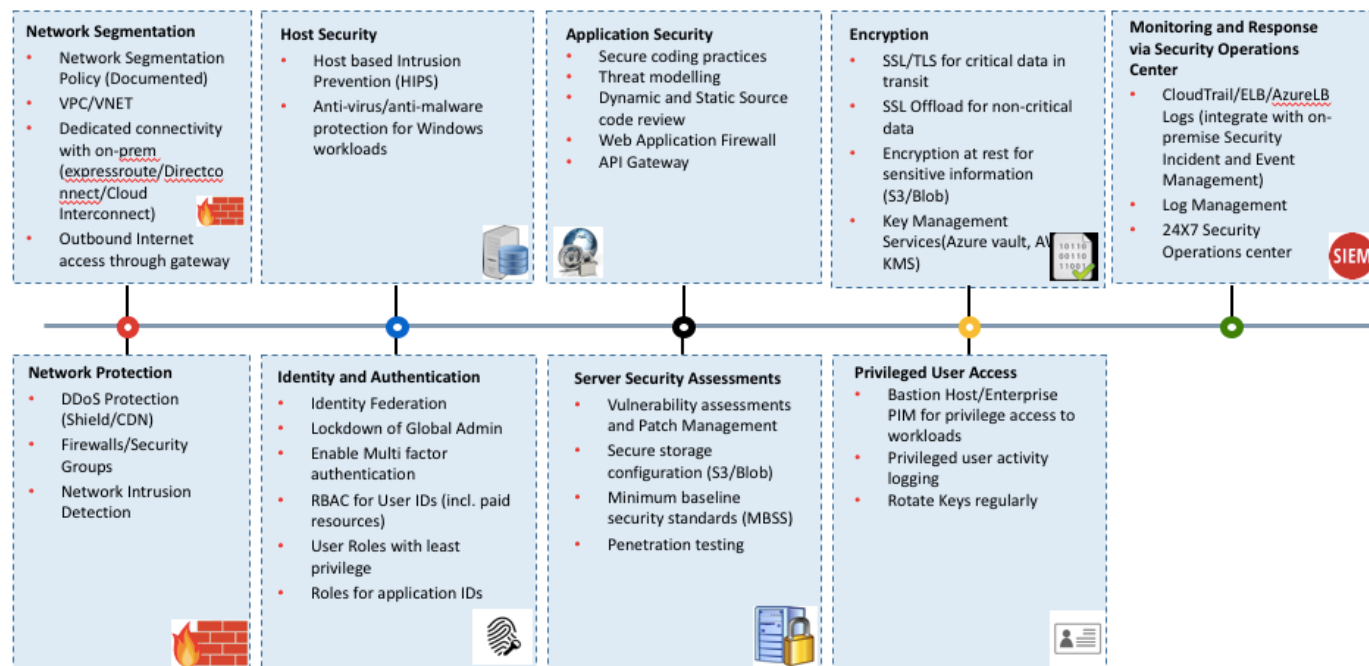 Network Segmentation
• Network Segmentation
Policy (Documented)
• VPC/VNET
• Dedicated connectivity
with on-prem
(expressroute/Directco
nnect/Cloud
Interconnect)
• Outbound Internet
access through gateway
Host Security
• Host based Intrusion
Prevention (HIPS)
• Anti-virus/anti-malware
protection for Windows
workloads
Application Security
• Secure coding practices
• Threat modelling
• Dynamic and Static Source
code review
• Web Application Firewall
• API Gateway
Encryption
• SSL/TLS for critical data in
transit
• SSL Offload for non-critical
data
• Encryption at rest for
sensitive information
(S3/Blob)
• Key Management
Services(Azure vault,
KMS)
10110
00110
11001
Monitoring and Response
via Security Operations
Center
• CloudTrail/ELB/AzureLB
Logs (integrate with on-
premise Security
Incident and Event
Management)
• Log Management
• 24X7 Security
Operations center
SIEM
Network Protection
• DDoS Protection
(Shield/CDN)
• Firewalls/Security
Groups
• Network Intrusion
Detection
Identity and Authentication
• Identity Federation
• Lockdown of Global Admin
• Enable Multi factor
authentication
• RBAC for User IDs (incl. paid
resources)
• User Roles with least
privilege
• Roles for application IDs
Server Security Assessments
• Vulnerability assessments
and Patch Management
• Secure storage
configuration (S3/Blob)
• Minimum baseline
security standards (MBSS)
• Penetration testing
Privileged User Access
• Bastion Host/Enterprise
PIM for privilege access to
workloads
• Privileged user activity
logging
• Rotate Keys regularly